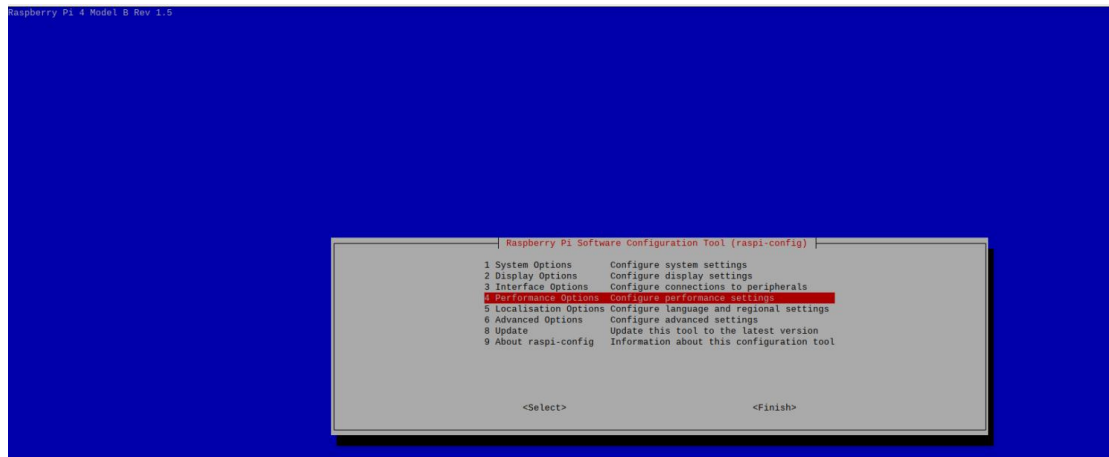 Raspberry Pi 4 Model B Rev 1.5
Raspberry Pi Software Configuration Tool (raspi-config)
1 System Options Configure system settings
2 Display Options Configure display settings
3 Interface Options Configure connections to peripherals
4 Performance Options Configure performance settings
5 Localisation Options Configure language and regional settings
6 Advanced Options Configure advanced settings
8 Update Update this tool to the latest version
9 About raspi-config Information about this configuration tool
<Select> <Finish>